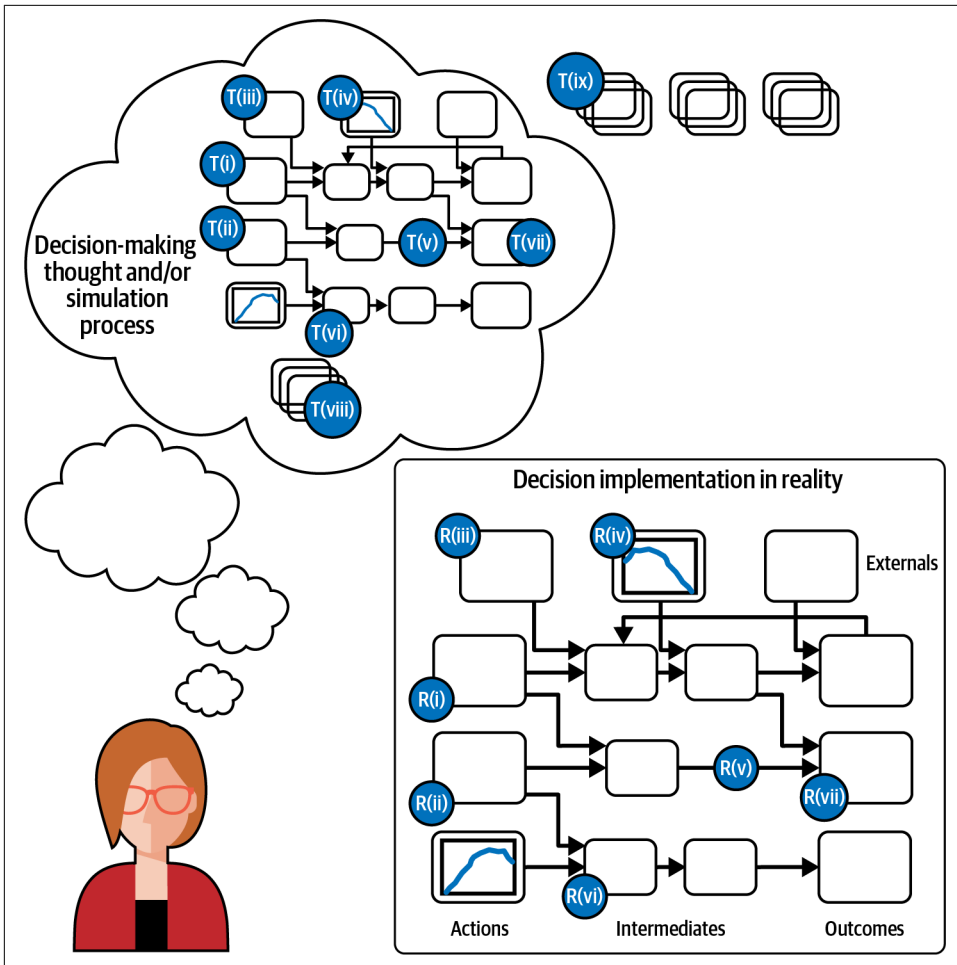 T(iii)
T(iv)
T(ix)
T(i)
T(ii)
T(v)
T(vii)
Decision-making
thought and/or
simulation
process
T(vi)
T(viii)
Decision implementation in reality
R(iii)
R(iv)
Externals
R(i)
R(v)
R(ii)
R(vii)
R(vi)
Actions
Intermediates
Outcomes